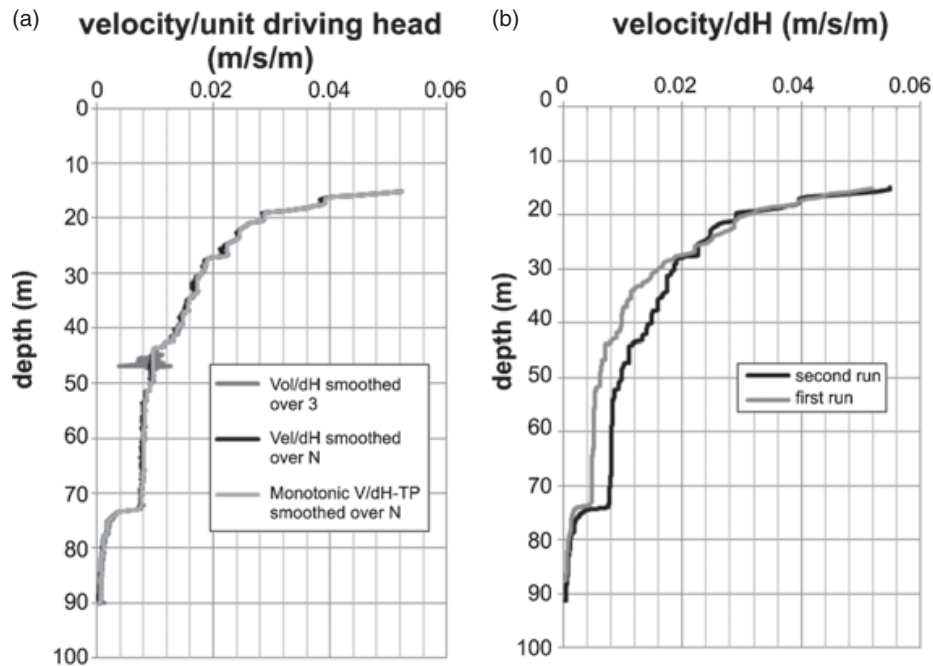 (a)
velocity/unit driving head
(m/s/m)
0 0.02 0.04 0.06
0
10
20
30
40
50
60
70
80
90
100
depth (m)
Vol/dH smoothed
over 3
Vel/dH smoothed
over N
Monotonic V/dH-TP
smoothed over N
(b)
velocity/dH (m/s/m)
0 0.02 0.04 0.06
0
10
20
30
40
50
60
70
80
90
100
depth (m)
second run
first run